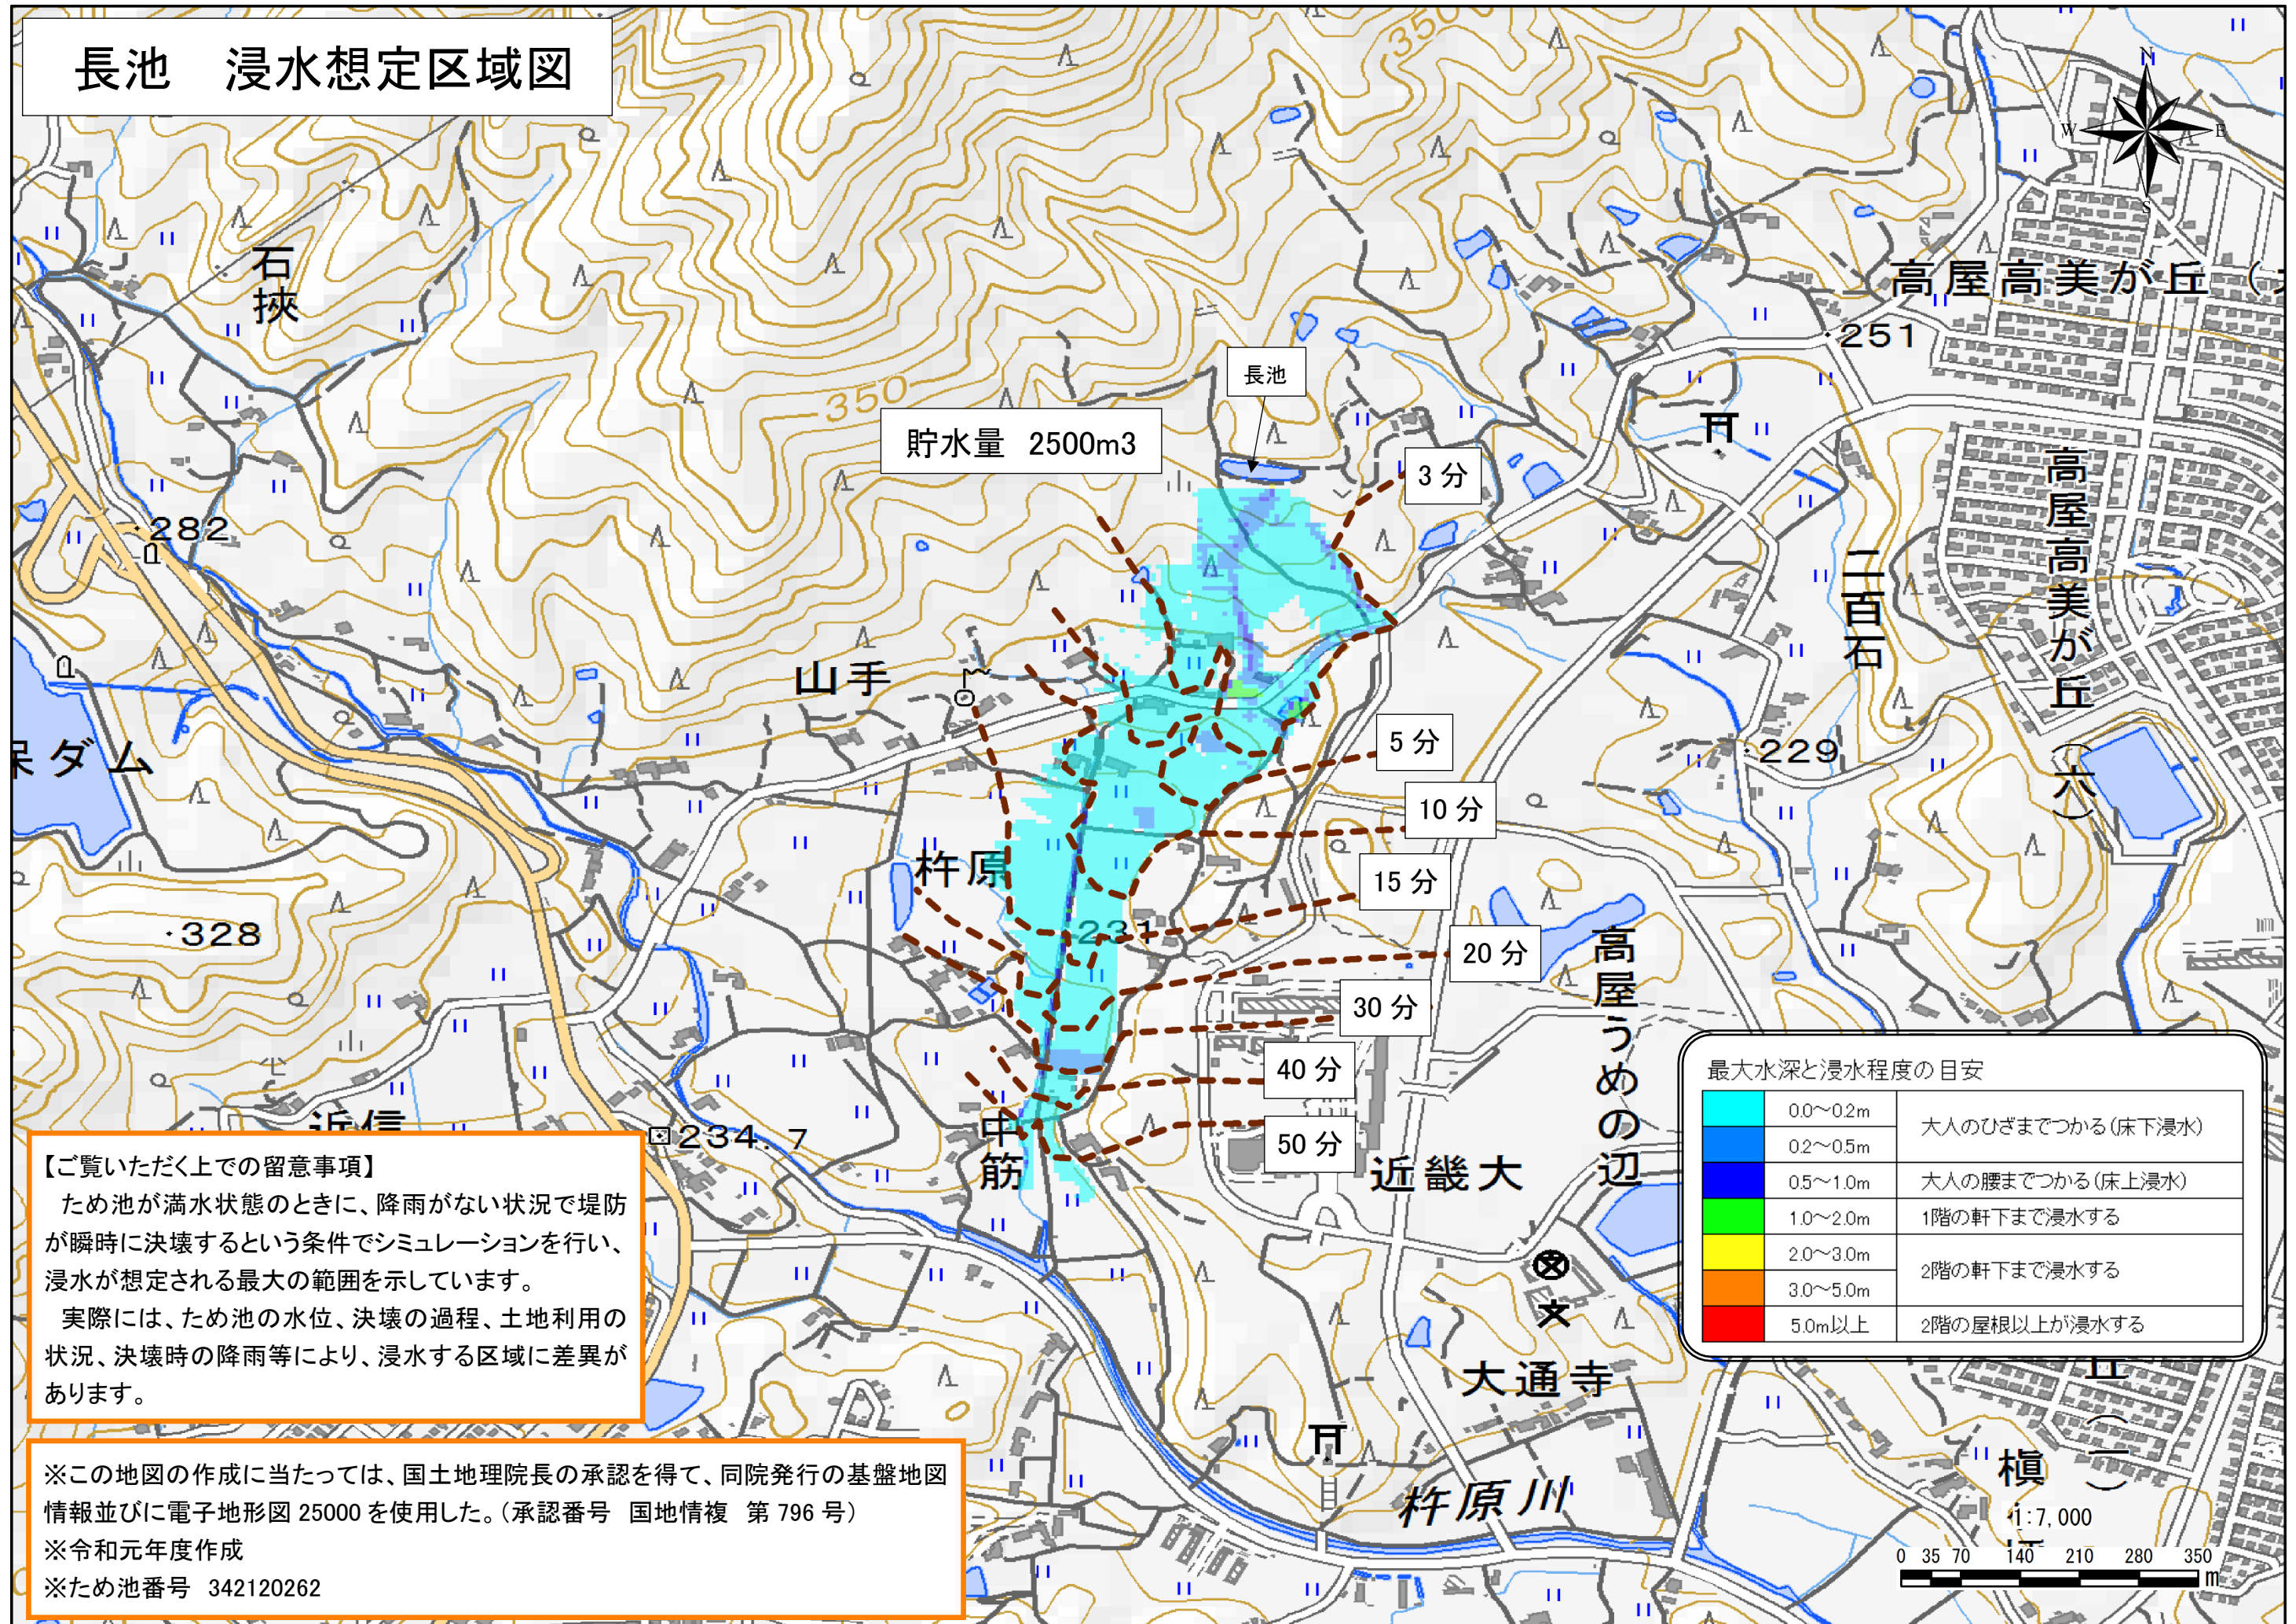 長池　浸水想定区域図
N
W
E
S
350
石挾
高屋高美が丘（
251
長池
350
貯水量 2500m3
3 分
高屋高美が丘
（六）
282
二百石
山手
5 分
229
ダム
10 分
杵原
15 分
328
231
20 分
高屋うめの辺
30 分
40 分
近信
234.7
中筋
50 分
近畿大
最大水深と浸水程度の目安
0.0～0.2m
大人のひざまでつかる（床下浸水）
0.2～0.5m
0.5～1.0m
大人の腰までつかる（床上浸水）
1.0～2.0m
1階の軒下まで浸水する
2.0～3.0m
2階の軒下まで浸水する
3.0～5.0m
5.0m以上
2階の屋根以上が浸水する
【ご覧いただく上での留意事項】
ため池が満水状態のときに、降雨がない状況で堤防
が瞬時に決壊するという条件でシミュレーションを行い、
浸水が想定される最大の範囲を示しています。
実際には、ため池の水位、決壊の過程、土地利用の
状況、決壊時の降雨等により、浸水する区域に差異が
あります。
大通寺
丘（一）
槇
杵原川
※この地図の作成に当たっては、国土地理院長の承認を得て、同院発行の基盤地図
情報並びに電子地形図 25000 を使用した。（承認番号 国地情複 第 796 号）
※令和元年度作成
※ため池番号 342120262
1:7,000
0 35 70 140 210 280 350
m